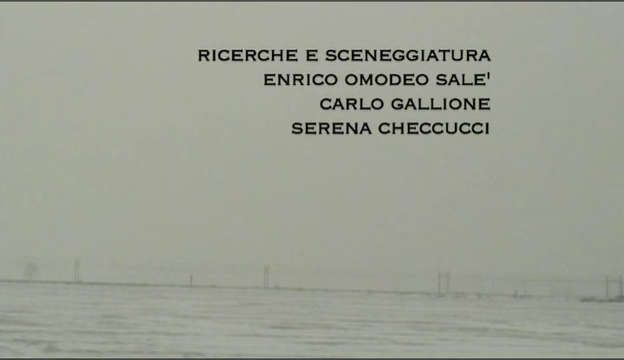 RICERCHE E SCENEGGIATURA
ENRICO OMODEO SALE'
CARLO GALLIONE
SERENA CHECCUCCI